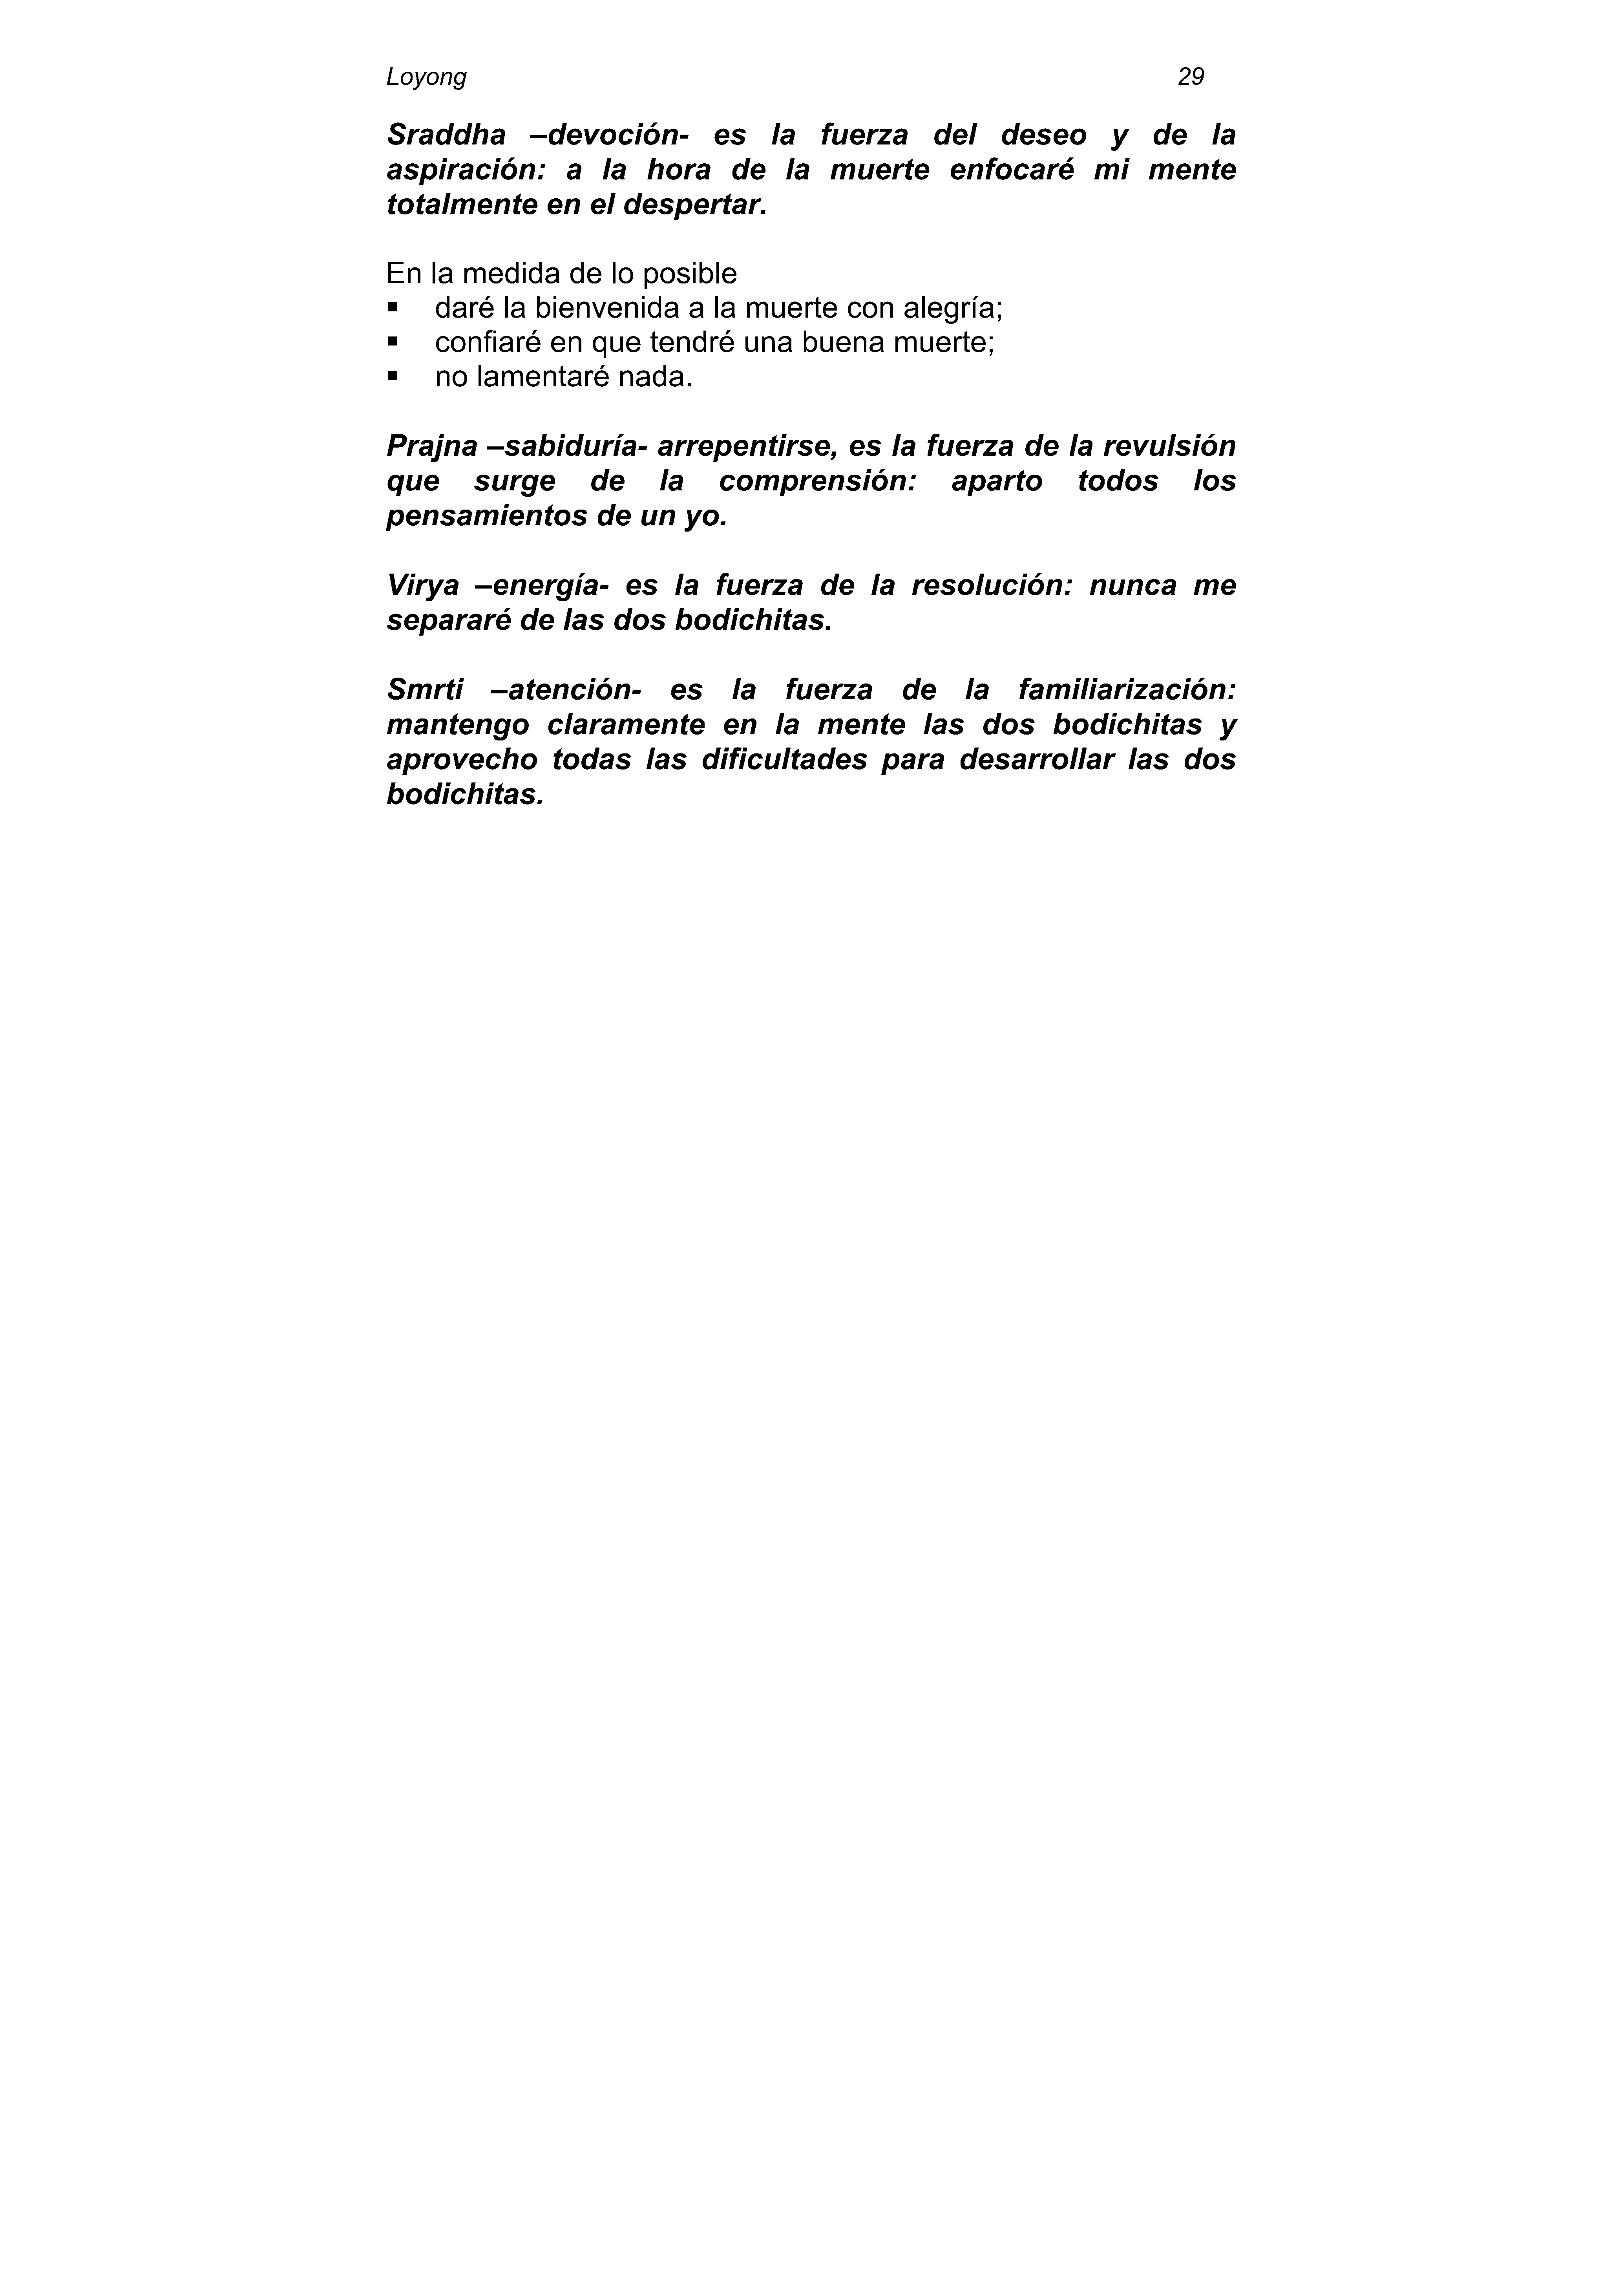 Loyong 29
Sraddha –devoción- es la fuerza del deseo y de la
aspiración: a la hora de la muerte enfocaré mi mente
totalmente en el despertar.
En la medida de lo posible
▪ daré la bienvenida a la muerte con alegría;
▪ confiaré en que tendré una buena muerte;
▪ no lamentaré nada.
Prajna –sabiduría- arrepentirse, es la fuerza de la revulsión
que surge de la comprensión: aparto todos los
pensamientos de un yo.
Virya –energía- es la fuerza de la resolución: nunca me
separaré de las dos bodichitas.
Smrti –atención- es la fuerza de la familiarización:
mantengo claramente en la mente las dos bodichitas y
aprovecho todas las dificultades para desarrollar las dos
bodichitas.